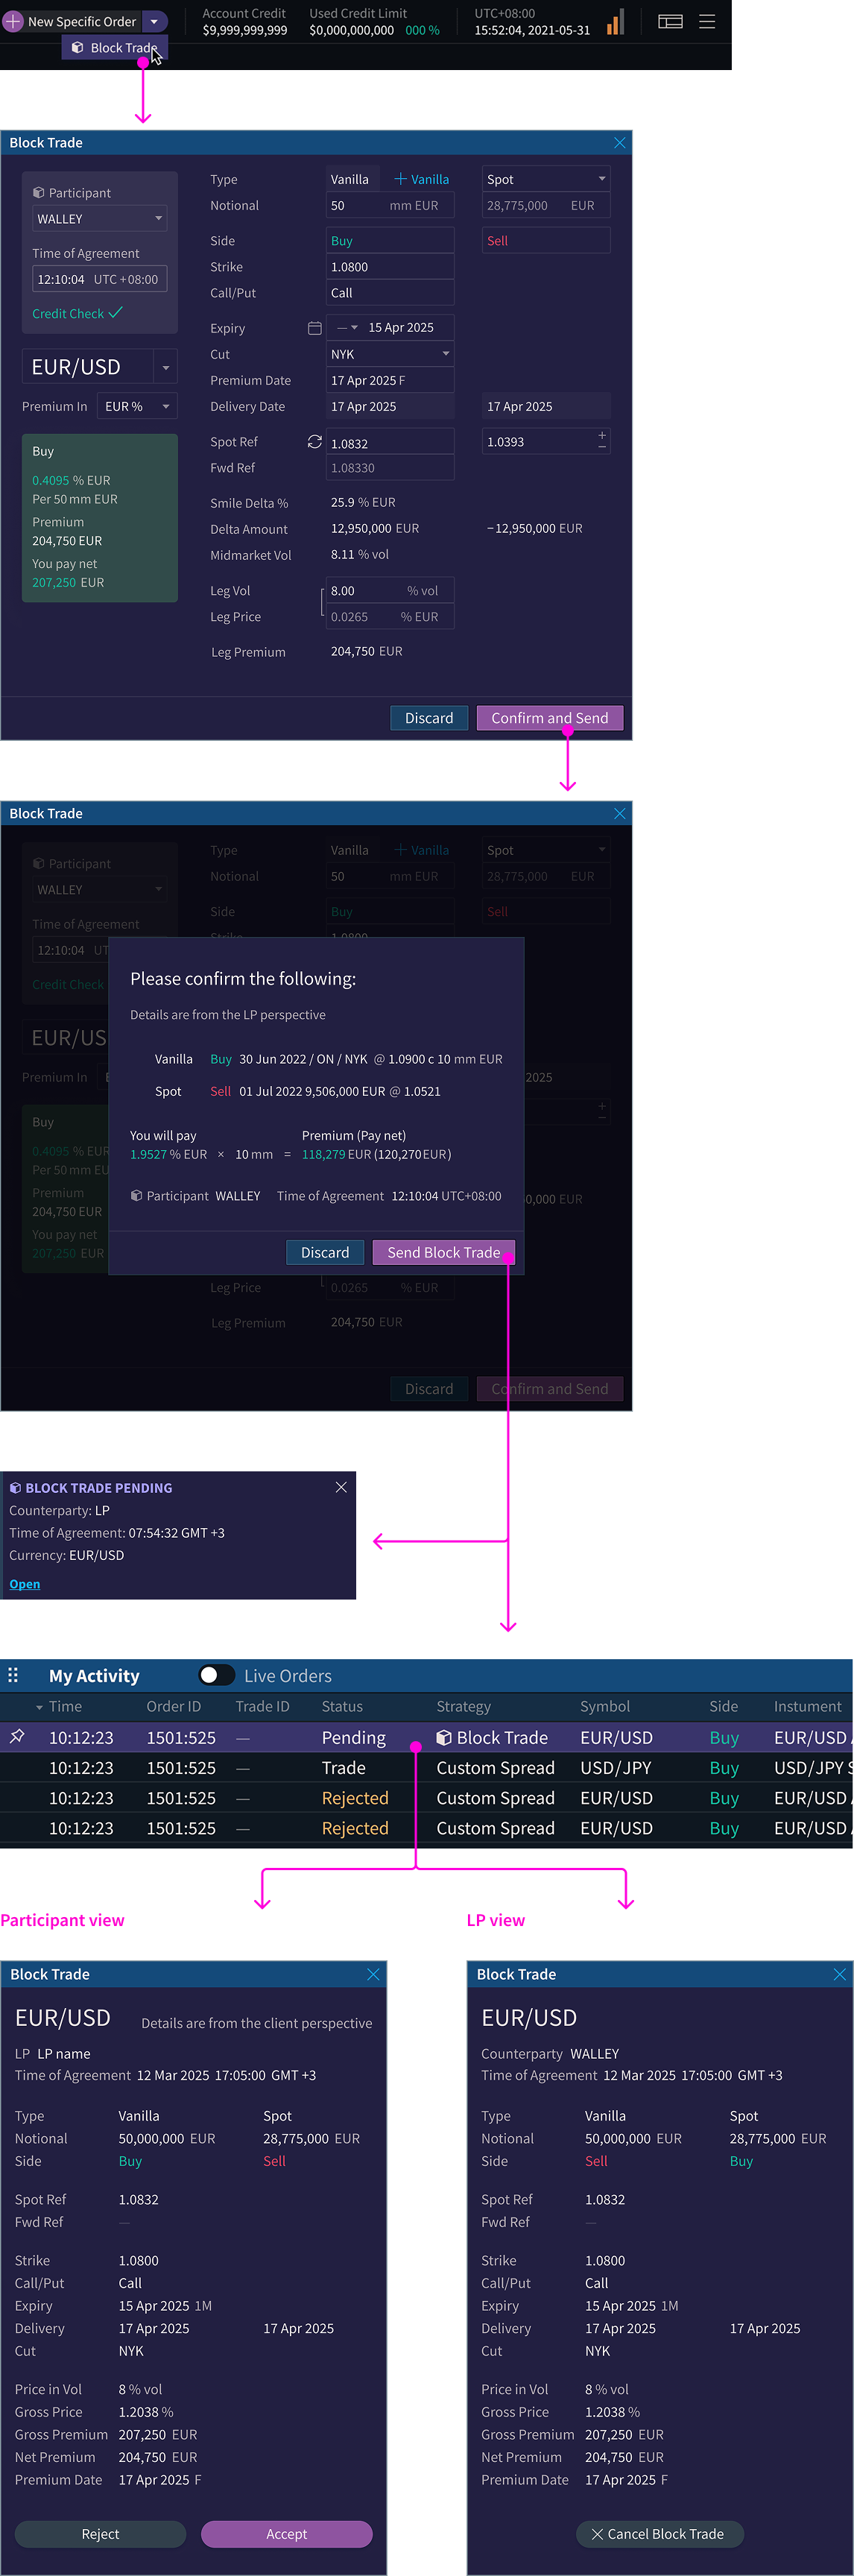 New Specific Order
Account Credit
$9,999,999,999
Used Credit Limit
$0,000,000,000 000 %
UTC+08:00
15:52:04, 2021-05-31
Block Trade
Block Trade
Participant
WALLEY
Time of Agreement
12:10:04 UTC +08:00
Credit Check
EUR/USD
Premium In EUR %
Buy
0.4095 % EUR
Per 50 mm EUR
Premium
204,750 EUR
You pay net
207,250 EUR
Type Vanilla + Vanilla Spot
Notional 50 mm EUR 28,775,000 EUR
Side Buy Sell
Strike 1.0800
Call/Put Call
Expiry — 15 Apr 2025
Cut NYK
Premium Date 17 Apr 2025 F
Delivery Date 17 Apr 2025 17 Apr 2025
Spot Ref 1.0832 1.0393
Fwd Ref 1.08330
Smile Delta % 25.9 % EUR
Delta Amount 12,950,000 EUR −12,950,000 EUR
Midmarket Vol 8.11 % vol
Leg Vol 8.00 % vol
Leg Price 0.0265 % EUR
Leg Premium 204,750 EUR
Discard Confirm and Send
Block Trade
Participant
WALLEY
Time of Agreement
12:10:04 UT
Credit Check
EUR/US
Premium In
Buy
0.4095 % EUR
Per 50 mm EU
Premium
204,750 EUR
You pay net
207,250 EUR
Type Vanilla + Vanilla Spot
Notional 50 mm EUR 28,775,000 EUR
Side Buy Sell
Strike 1.0800
2025
0,000 EUR
Please confirm the following:
Details are from the LP perspective
Vanilla Buy 30 Jun 2022 / ON / NYK @ 1.0900 c 10 mm EUR
Spot Sell 01 Jul 2022 9,506,000 EUR @ 1.0521
You will pay Premium (Pay net)
1.9527 % EUR × 10 mm = 118,279 EUR (120,270 EUR)
Participant WALLEY Time of Agreement 12:10:04 UTC+08:00
Discard Send Block Trade
Leg Price 0.0265 % EUR
Leg Premium 204,750 EUR
Discard Confirm and Send
BLOCK TRADE PENDING
Counterparty: LP
Time of Agreement: 07:54:32 GMT +3
Currency: EUR/USD
Open
My Activity Live Orders
Time Order ID Trade ID Status Strategy Symbol Side Instument
10:12:23 1501:525 — Pending Block Trade EUR/USD Buy EUR/USD
10:12:23 1501:525 — Trade Custom Spread USD/JPY Buy USD/JPY S
10:12:23 1501:525 — Rejected Custom Spread EUR/USD Buy EUR/USD
10:12:23 1501:525 — Rejected Custom Spread EUR/USD Buy EUR/USD
Participant view
Block Trade
EUR/USD Details are from the client perspective
LP LP name
Time of Agreement 12 Mar 2025 17:05:00 GMT +3
Type Vanilla Spot
Notional 50,000,000 EUR 28,775,000 EUR
Side Buy Sell
Spot Ref 1.0832
Fwd Ref —
Strike 1.0800
Call/Put Call
Expiry 15 Apr 2025 1M
Delivery 17 Apr 2025 17 Apr 2025
Cut NYK
Price in Vol 8 % vol
Gross Price 1.2038 %
Gross Premium 207,250 EUR
Net Premium 204,750 EUR
Premium Date 17 Apr 2025 F
Reject Accept
LP view
Block Trade
EUR/USD
Counterparty WALLEY
Time of Agreement 12 Mar 2025 17:05:00 GMT +3
Type Vanilla Spot
Notional 50,000,000 EUR 28,775,000 EUR
Side Sell Buy
Spot Ref 1.0832
Fwd Ref —
Strike 1.0800
Call/Put Call
Expiry 15 Apr 2025 1M
Delivery 17 Apr 2025 17 Apr 2025
Cut NYK
Price in Vol 8 % vol
Gross Price 1.2038 %
Gross Premium 207,250 EUR
Net Premium 204,750 EUR
Premium Date 17 Apr 2025 F
Cancel Block Trade